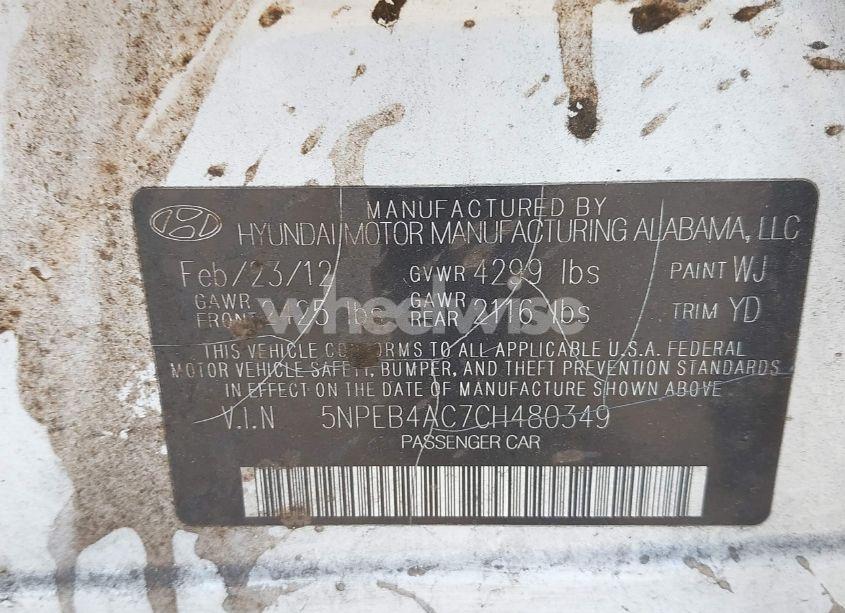 MANUFACTURED BY
HYUNDAI MOTOR MANUFACTURING ALABAMA, LLC
Feb/23/12 GVWR 4299 lbs PAINT WJ
GAWR FRONT lbs GAWR REAR 2116 lbs TRIM YD
wheelwise
THIS VEHICLE CONFORMS TO ALL APPLICABLE U.S.A. FEDERAL
MOTOR VEHICLE SAFETY, BUMPER, AND THEFT PREVENTION STANDARDS
IN EFFECT ON THE DATE OF MANUFACTURE SHOWN ABOVE
V.I.N 5NPEB4AC7CH480349
PASSENGER CAR